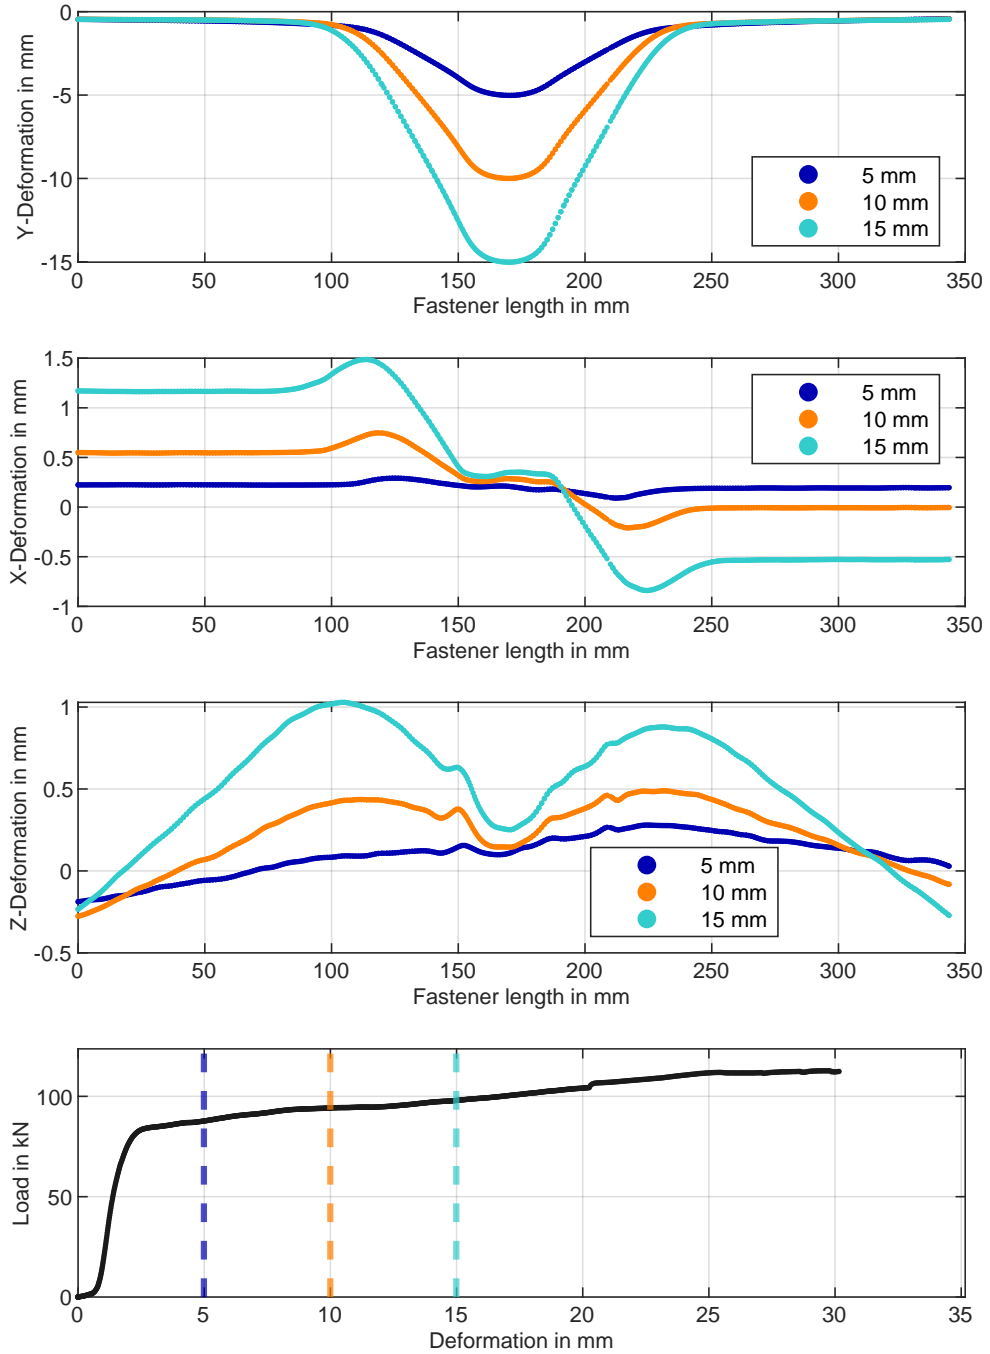 0
-5
-10
-15
Y-Deformation in mm
5 mm
10 mm
15 mm
0 50 100 150 200 250 300 350
Fastener length in mm
1.5
1
0.5
0
-0.5
-1
X-Deformation in mm
5 mm
10 mm
15 mm
0 50 100 150 200 250 300 350
Fastener length in mm
1
0.5
0
-0.5
Z-Deformation in mm
5 mm
10 mm
15 mm
0 50 100 150 200 250 300 350
Fastener length in mm
100
50
0
Load in kN
0 5 10 15 20 25 30 35
Deformation in mm